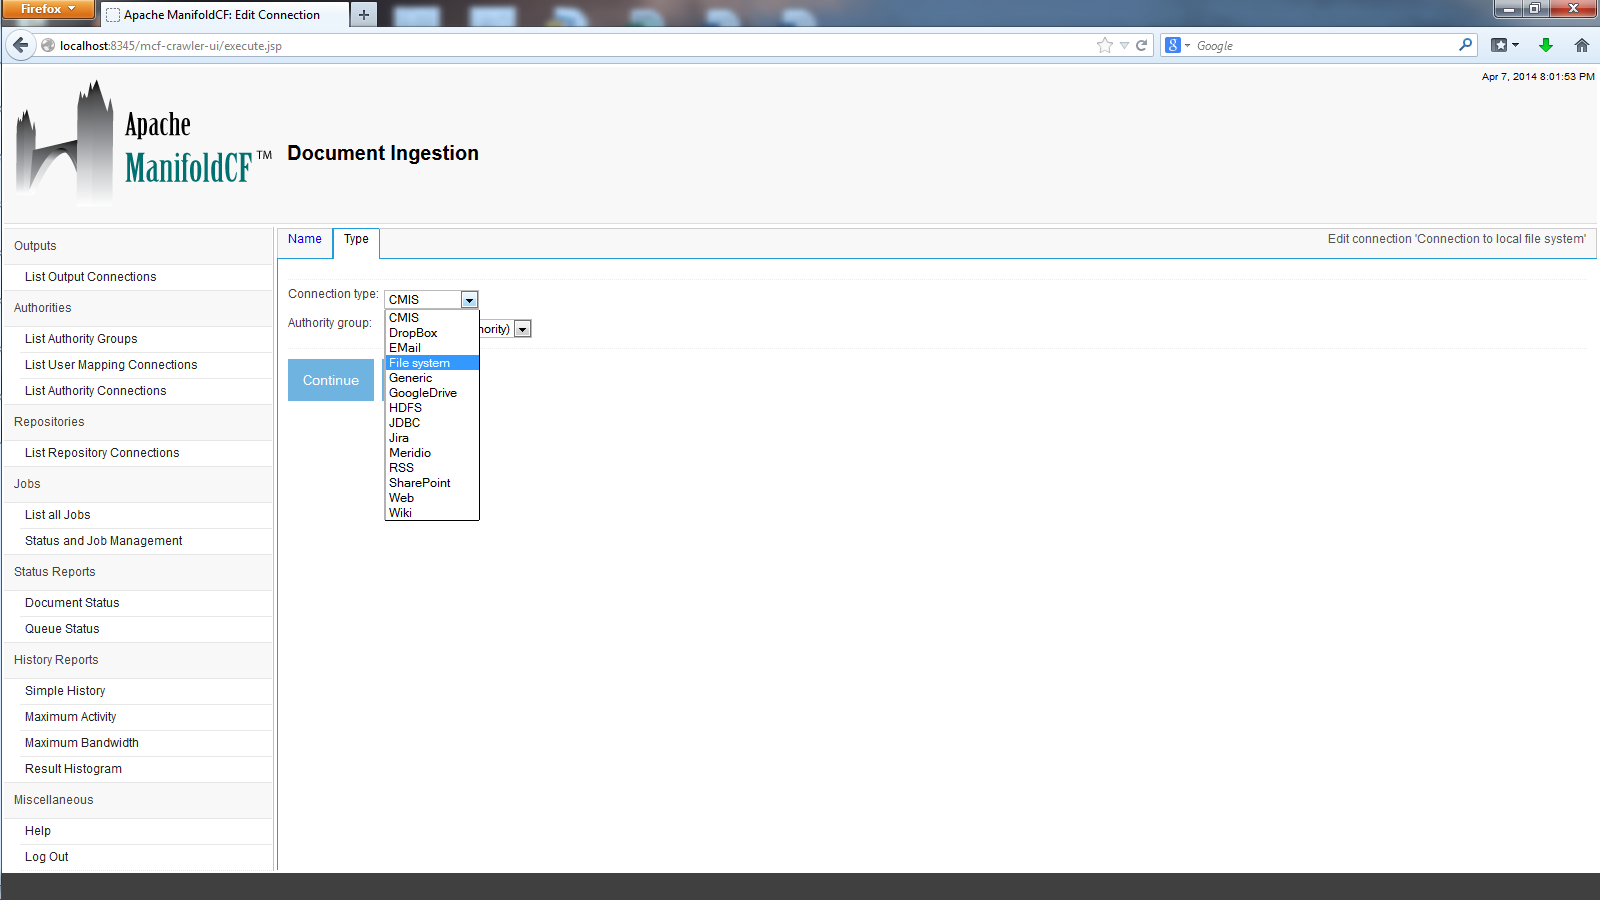 Firefox
Apache ManifoldCF: Edit Connection
localhost:8345/mcf-crawler-ui/execute.jsp
Google
Apr 7, 2014 8:01:53 PM
Apache
ManifoldCF™
Document Ingestion
Outputs
List Output Connections
Authorities
List Authority Groups
List User Mapping Connections
List Authority Connections
Repositories
List Repository Connections
Jobs
List all Jobs
Status and Job Management
Status Reports
Document Status
Queue Status
History Reports
Simple History
Maximum Activity
Maximum Bandwidth
Result Histogram
Miscellaneous
Help
Log Out
Name
Type
Edit connection 'Connection to local file system'
Connection type:
CMIS
Authority group:
hority)
CMIS
DropBox
EMail
File system
Generic
GoogleDrive
HDFS
JDBC
Jira
Meridio
RSS
SharePoint
Web
Wiki
Continue